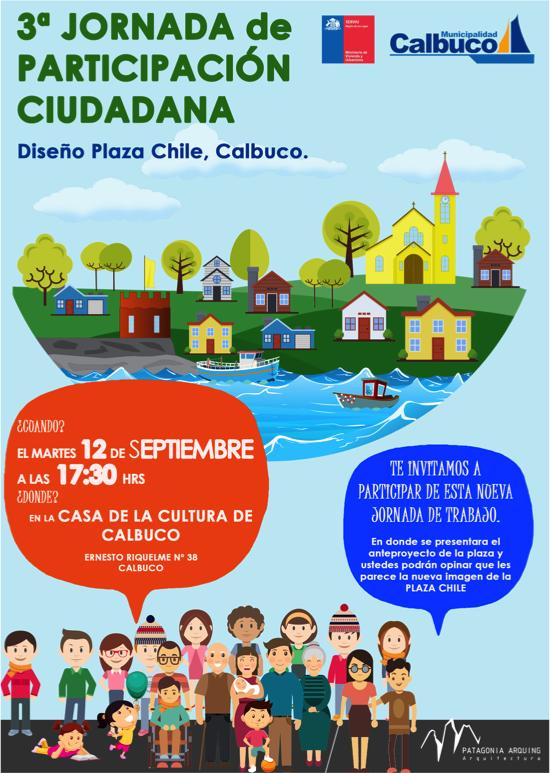 3ª JORNADA de
PARTICIPACIÓN
CIUDADANA
Diseño Plaza Chile, Calbuco.
SERVIU
Ministerio de
Vivienda y
Urbanismo
Municipalidad
Calbuco
¿CUANDO?
EL MARTES 12 DE SEPTIEMBRE
A LAS 17:30 HRS
¿DONDE?
EN LA CASA DE LA CULTURA DE
CALBUCO
ERNESTO RIQUELME Nº 38
CALBUCO
TE INVITAMOS A
PARTICIPAR DE ESTA NUEVA
JORNADA DE TRABAJO.
En donde se presentara el
anteproyecto de la plaza y
ustedes podrán opinar que les
parece la nueva imagen de la
PLAZA CHILE
PATAGONIA ARQUING
Arquitectura